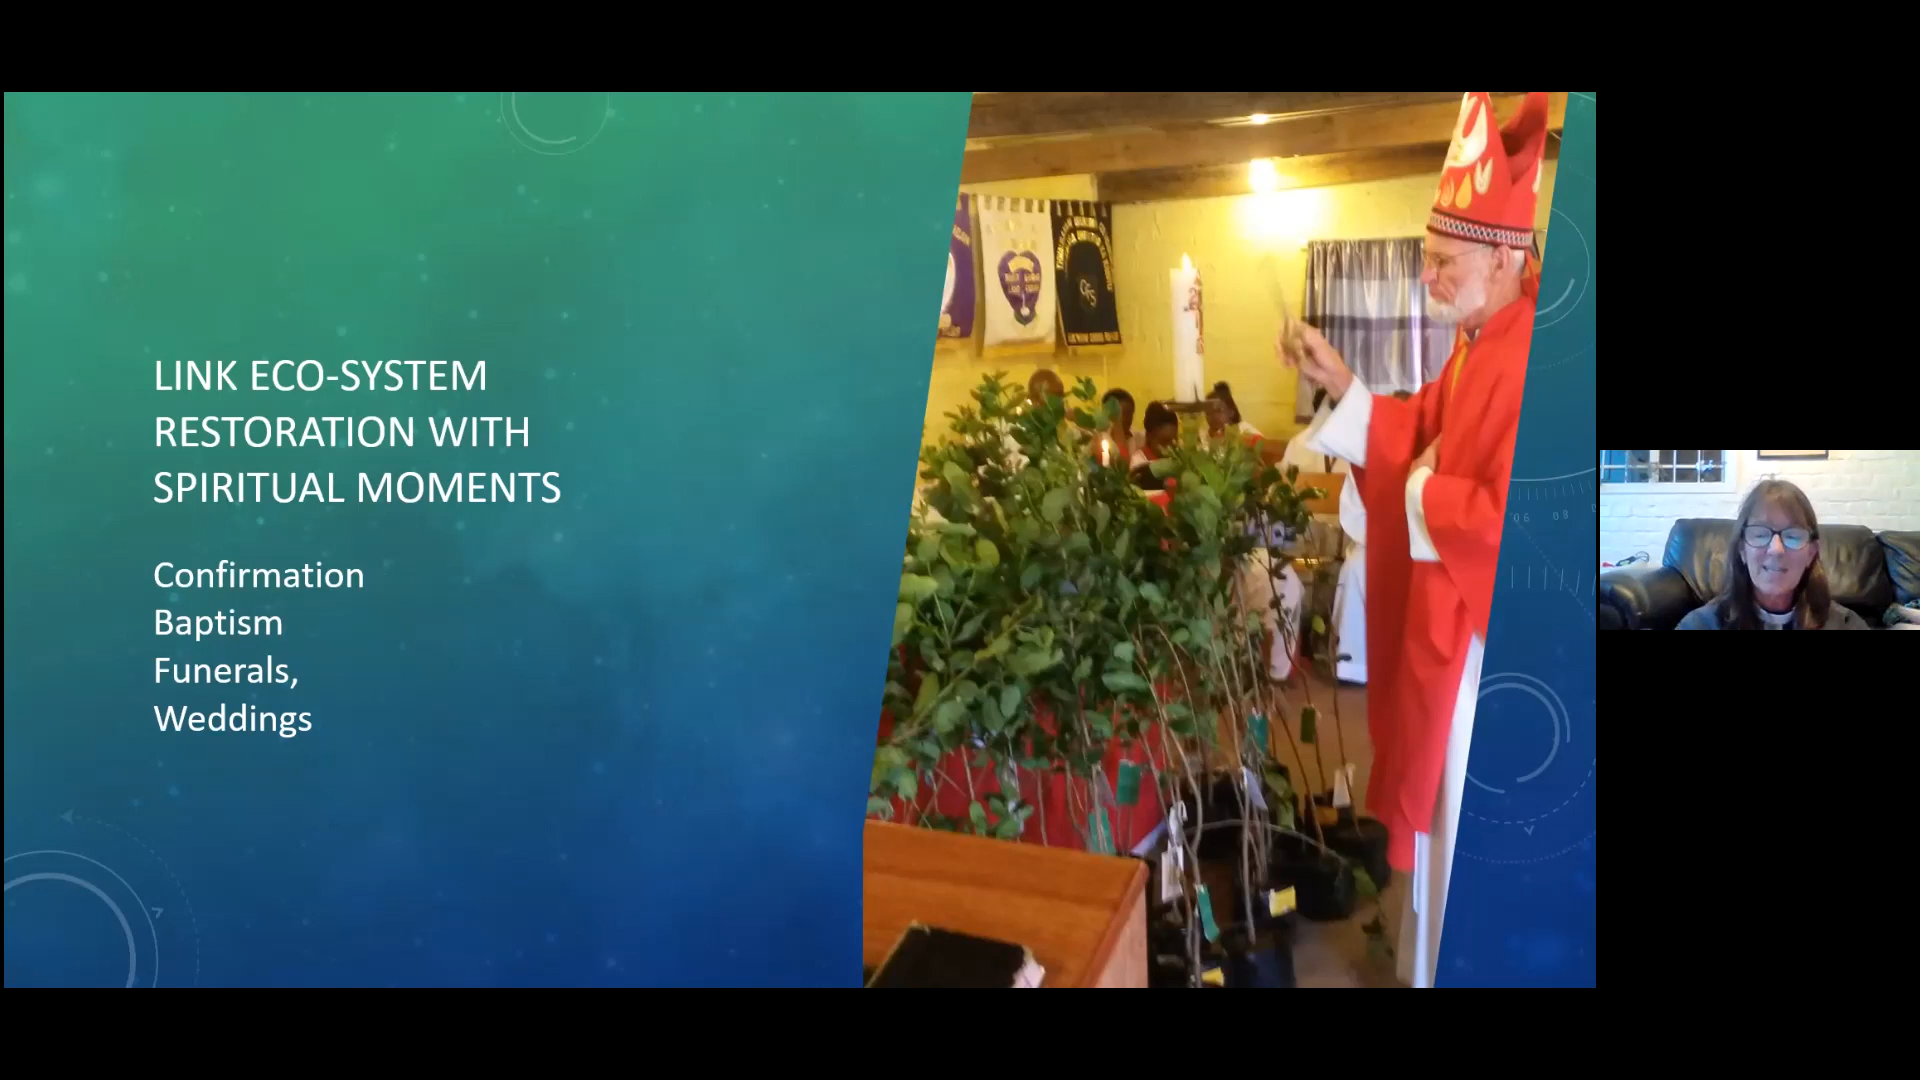 LINK ECO-SYSTEM
RESTORATION WITH
SPIRITUAL MOMENTS
Confirmation
Baptism
Funerals,
Weddings